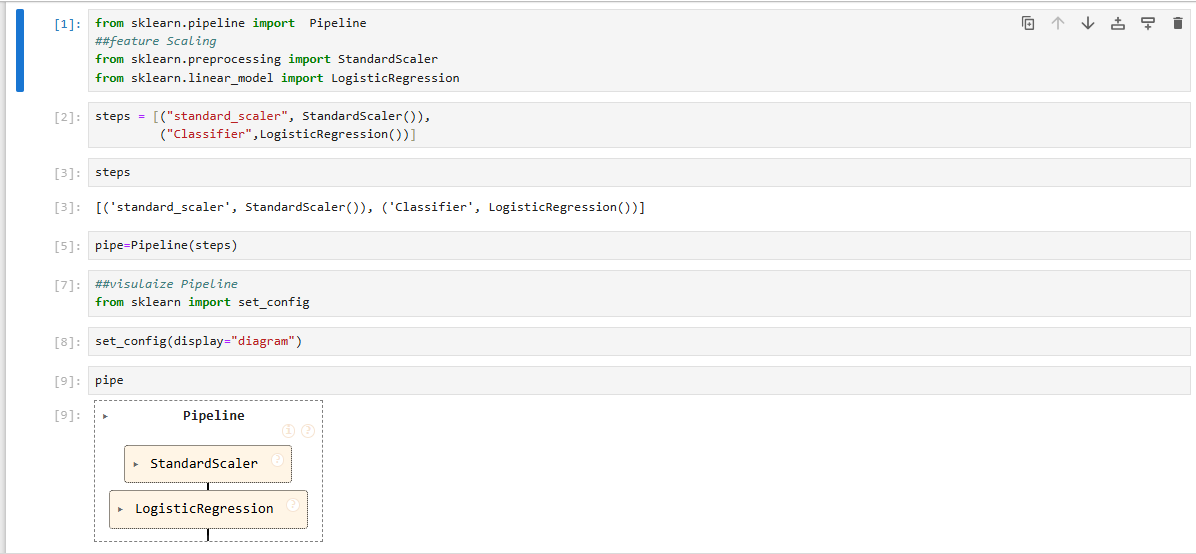 [1]: from sklearn.pipeline import  Pipeline
##feature Scaling
from sklearn.preprocessing import StandardScaler
from sklearn.linear_model import LogisticRegression
[2]: steps = [("standard_scaler", StandardScaler()),
("Classifier",LogisticRegression())]
[3]: steps
[3]: [('standard_scaler', StandardScaler()), ('Classifier', LogisticRegression())]
[5]: pipe=Pipeline(steps)
[7]: ##visulaize Pipeline
from sklearn import set_config
[8]: set_config(display="diagram")
[9]: pipe
[9]: ▸ Pipeline
i ?
▸ StandardScaler ?
▸ LogisticRegression ?